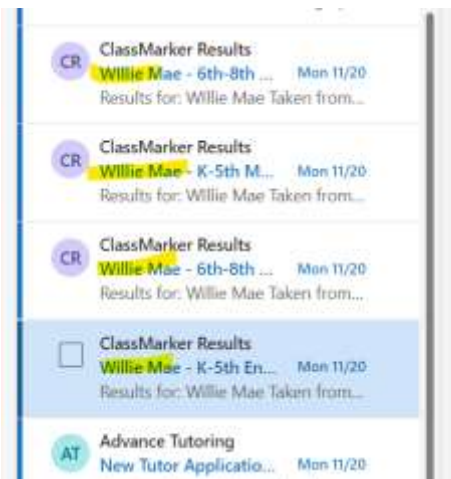 CR
ClassMarker Results
Willie Mae - 6th-8th ... Mon 11/20
Results for: Willie Mae Taken from...
CR
ClassMarker Results
Willie Mae - K-5th M... Mon 11/20
Results for: Willie Mae Taken from...
CR
ClassMarker Results
Willie Mae - 6th-8th ... Mon 11/20
Results for: Willie Mae Taken from...
ClassMarker Results
Willie Mae - K-5th En... Mon 11/20
Results for: Willie Mae Taken from...
AT
Advance Tutoring
New Tutor Applicatio... Mon 11/20